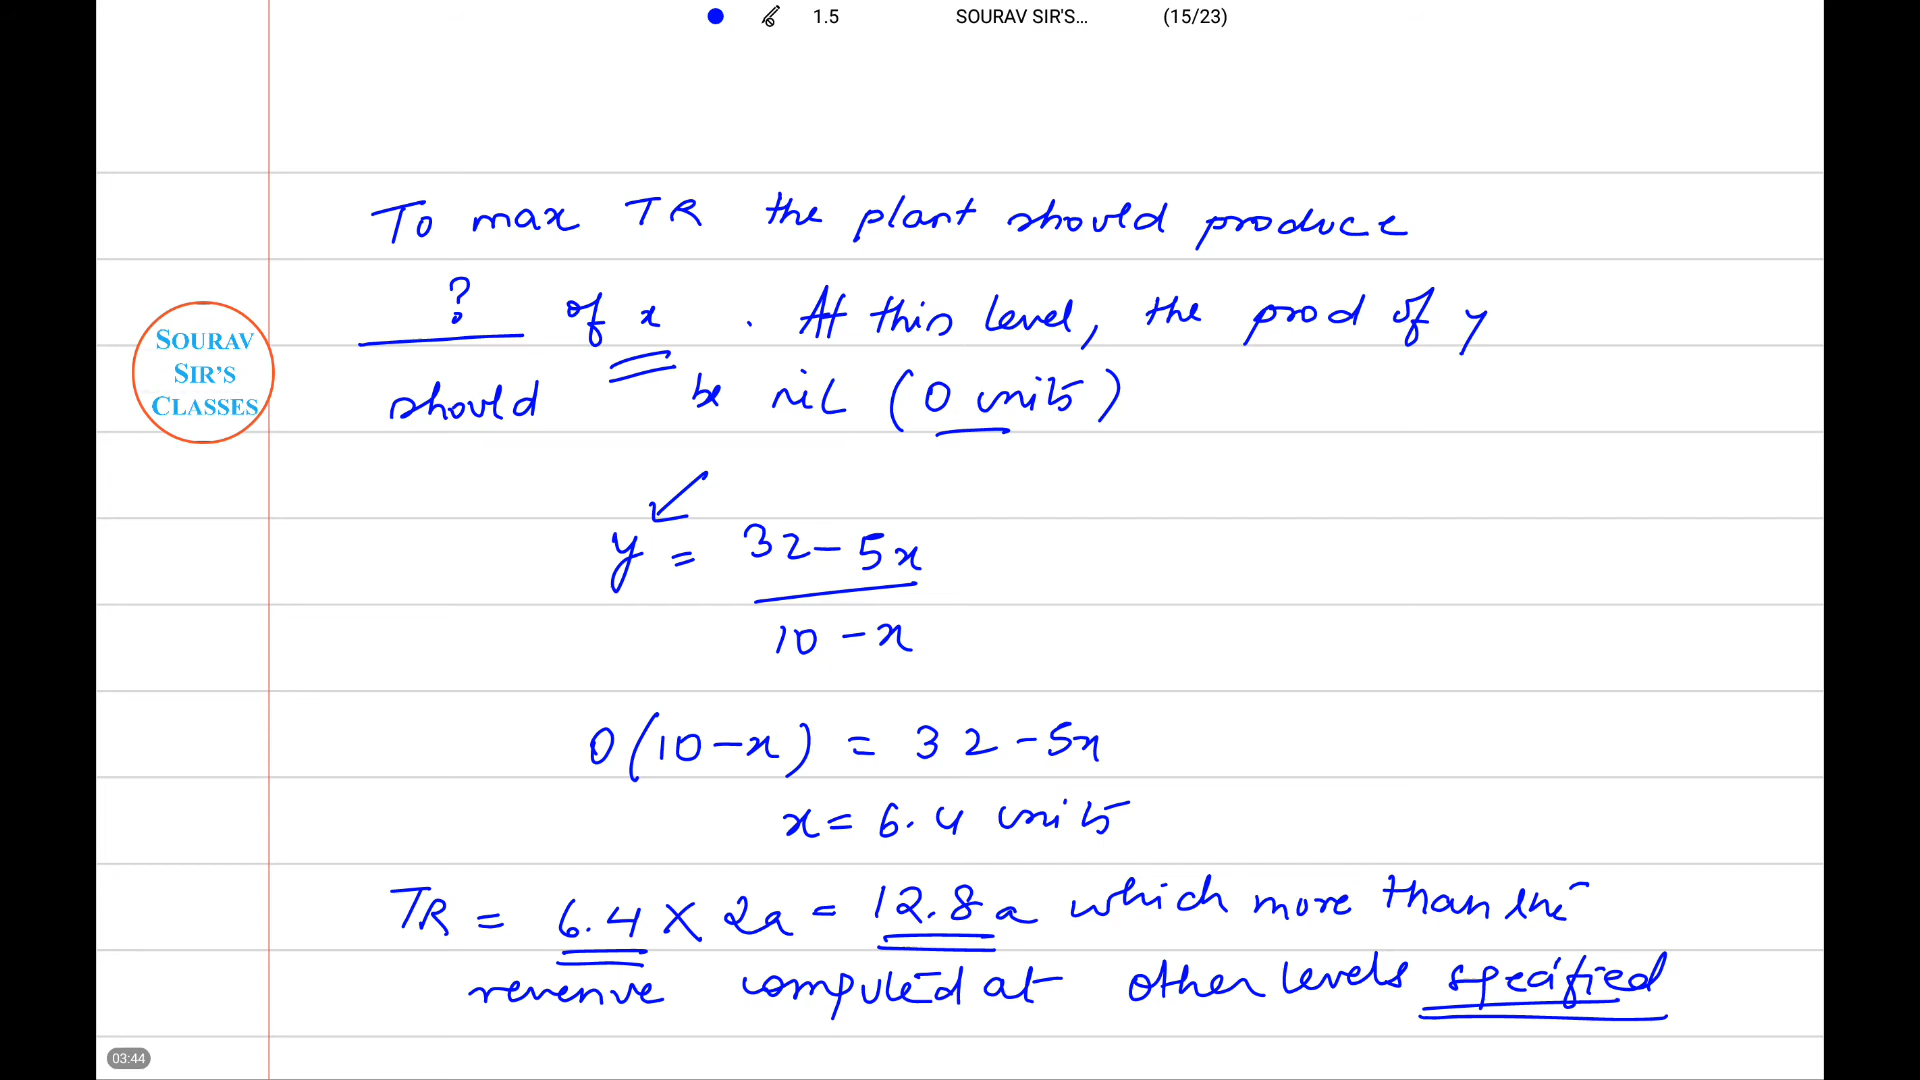 1.5 SOURAV SIR'S... (15/23)
To max TR the plant should produce
? of x . At this level, the prod of y
should be nil (0 units)
SOURAV
SIR'S
CLASSES
y = 32-5x
10-x
0(10-x) = 32-5x
x = 6.4 units
TR = 6.4 X 2a = 12.8a which more than the
revenue computed at other levels specified
03:44